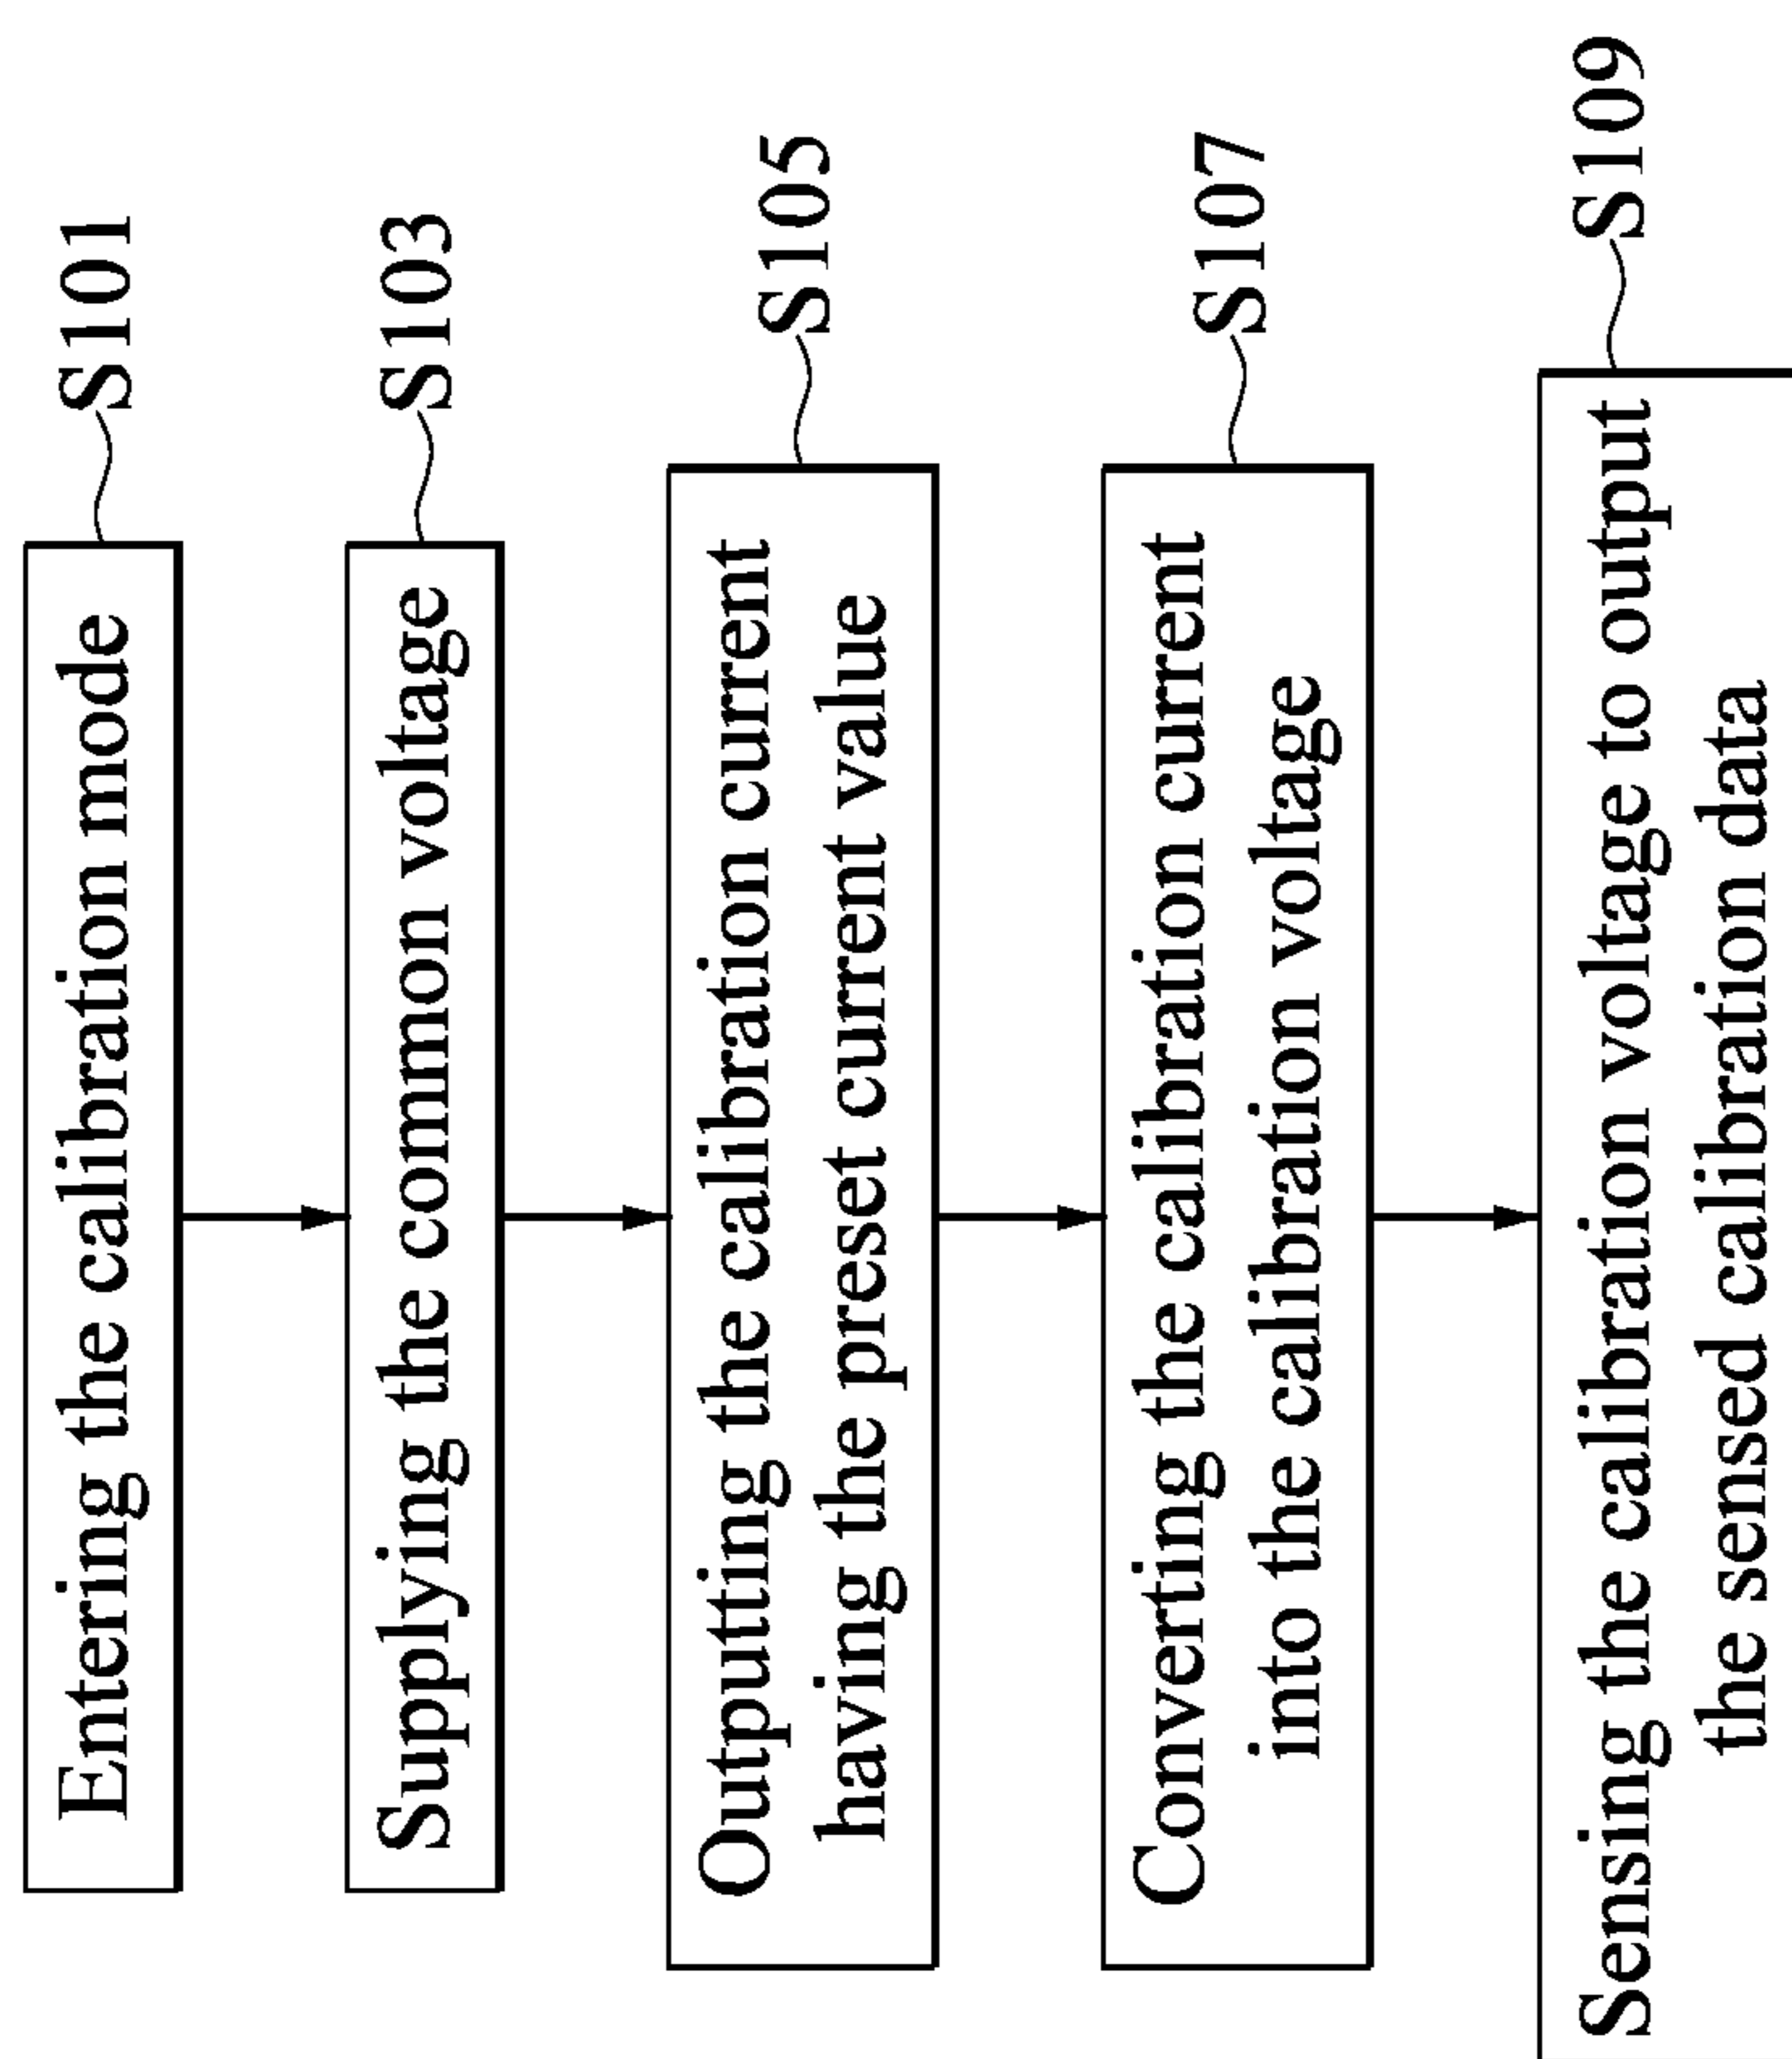 Entering the calibration mode
S101
Supplying the common voltage
S103
Outputting the calibration current
having the preset current value
S105
Converting the calibration current
into the calibration voltage
S107
Sensing the calibration voltage to output
the sensed calibration data
S109